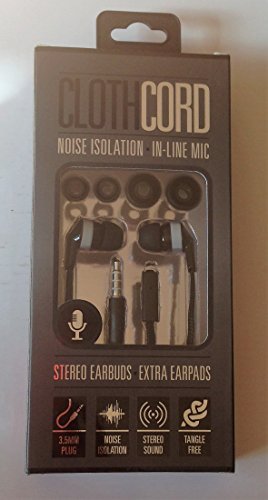 CLOTHCORD
NOISE ISOLATION · IN-LINE MIC
STEREO EARBUDS · EXTRA EARPADS
3.5MM PLUG
NOISE ISOLATION
STEREO SOUND
TANGLE FREE